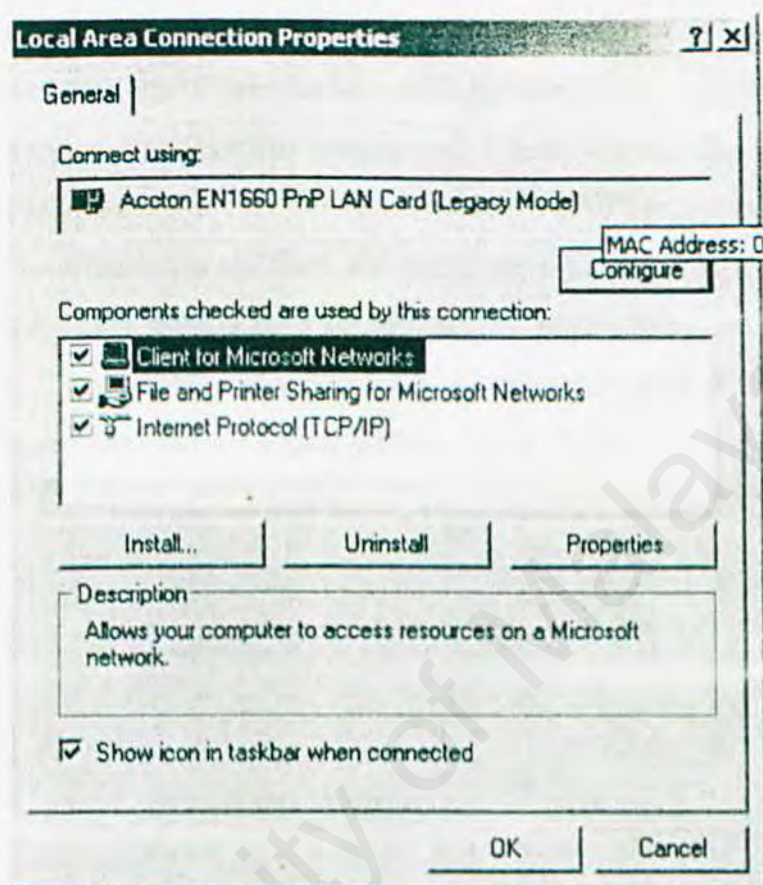 Local Area Connection Properties
General
Connect using:
Accton EN1660 PnP LAN Card (Legacy Mode)
MAC Address: 0
Configure
Components checked are used by this connection:
Client for Microsoft Networks
File and Printer Sharing for Microsoft Networks
Internet Protocol (TCP/IP)
Install... Uninstall Properties
Description
Allows your computer to access resources on a Microsoft
network.
Show icon in taskbar when connected
OK Cancel
ity of Malay